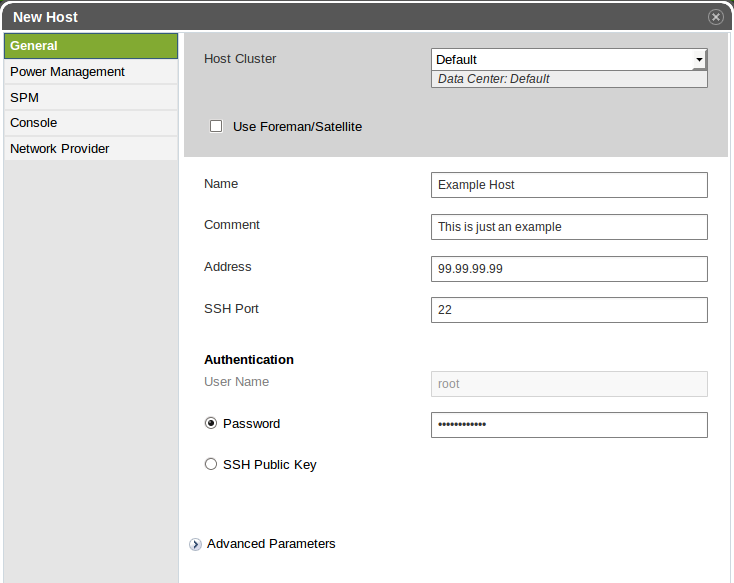 New Host
General
Power Management
SPM
Console
Network Provider
Host Cluster
Default
Data Center: Default
Use Foreman/Satellite
Name
Example Host
Comment
This is just an example
Address
99.99.99.99
SSH Port
22
Authentication
User Name
root
Password
••••••••••••
SSH Public Key
Advanced Parameters